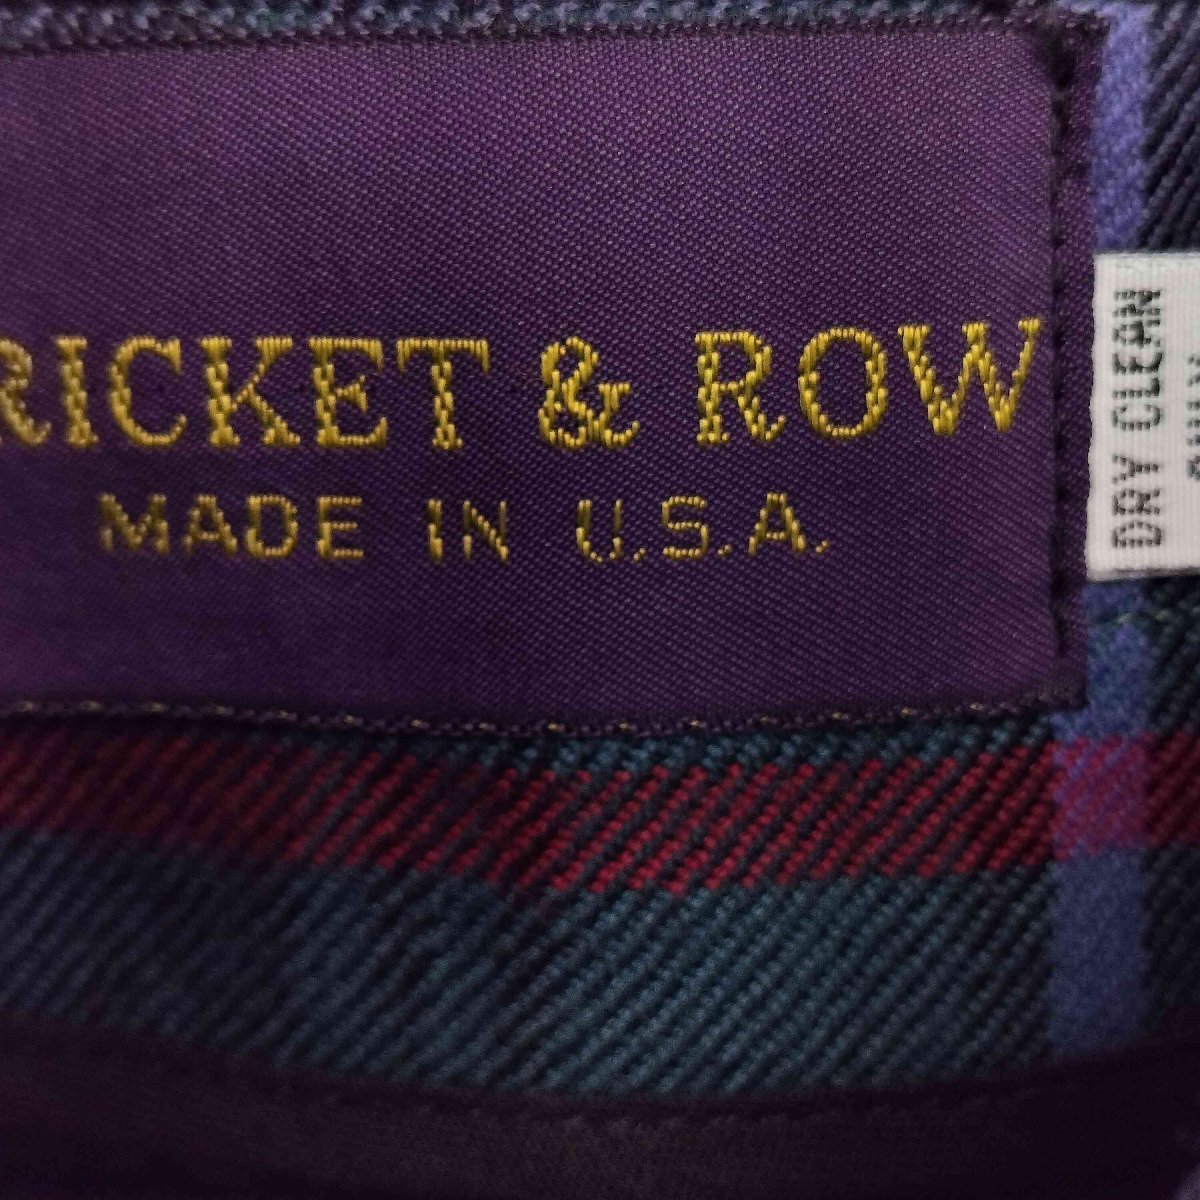 RICKET & ROW
MADE IN U.S.A.
DRY CLEAN